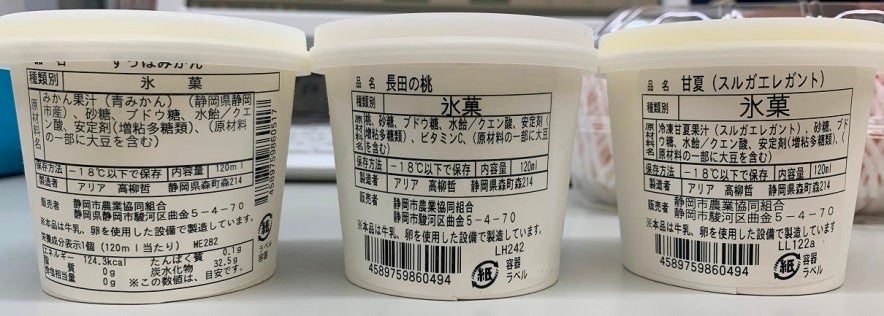 品 名 すっぱみかん
種類別 氷 菓
原材料名 みかん果汁(青みかん)(静岡県静岡
市産)、砂糖、ブドウ糖、水飴/クエ
ン酸、安定剤(増粘多糖類)、(原材料
の一部に大豆を含む)
保存方法 -18℃以下で保存 内容量 120ml
製造者 アリア 高柳哲 静岡県森町森214
販売者 静岡市農業協同組合
静岡県静岡市駿河区曲金5-4-70
※本品は牛乳、卵を使用した設備で製造しています。
栄養成分表示1個(120ml当たり) ME282
エネルギー 124.3kcal たんぱく質 0.1g
脂質 0g 炭水化物 32.5g
食塩相当量 0g ※この数値は、目安です。
4589759860517
紙 容器
ラベル
品 名 長田の桃
種類別 氷菓
原材料名 桃、砂糖、ブドウ糖、水飴/クエン酸、安定剤(増粘多
糖類)、ビタミンC、(原材料の一部に大豆を含む)
保存方法 -18℃以下で保存 内容量 120ml
製造者 アリア 高柳哲 静岡県森町森214
販売者 静岡市農業協同組合
静岡市駿河区曲金5-4-70
※本品は牛乳、卵を使用した設備で製造しています。
LH242
4589759860494
紙 容器
ラベル
品 名 甘夏(スルガエレガント)
種類別 氷菓
原材料名 冷凍甘夏果汁(スルガエレガント)、砂糖、ブド
ウ糖、水飴/クエン酸、安定剤(増粘多糖類)、(原
材料の一部に大豆を含む)
保存方法 -18℃以下で保存 内容量 120ml
製造者 アリア 高柳哲 静岡県森町森214
販売者 静岡市農業協同組合
静岡市駿河区曲金5-4-70
※本品は牛乳、卵を使用した設備で製造しています。
LL122a
4589759860494
紙 容器
ラベル